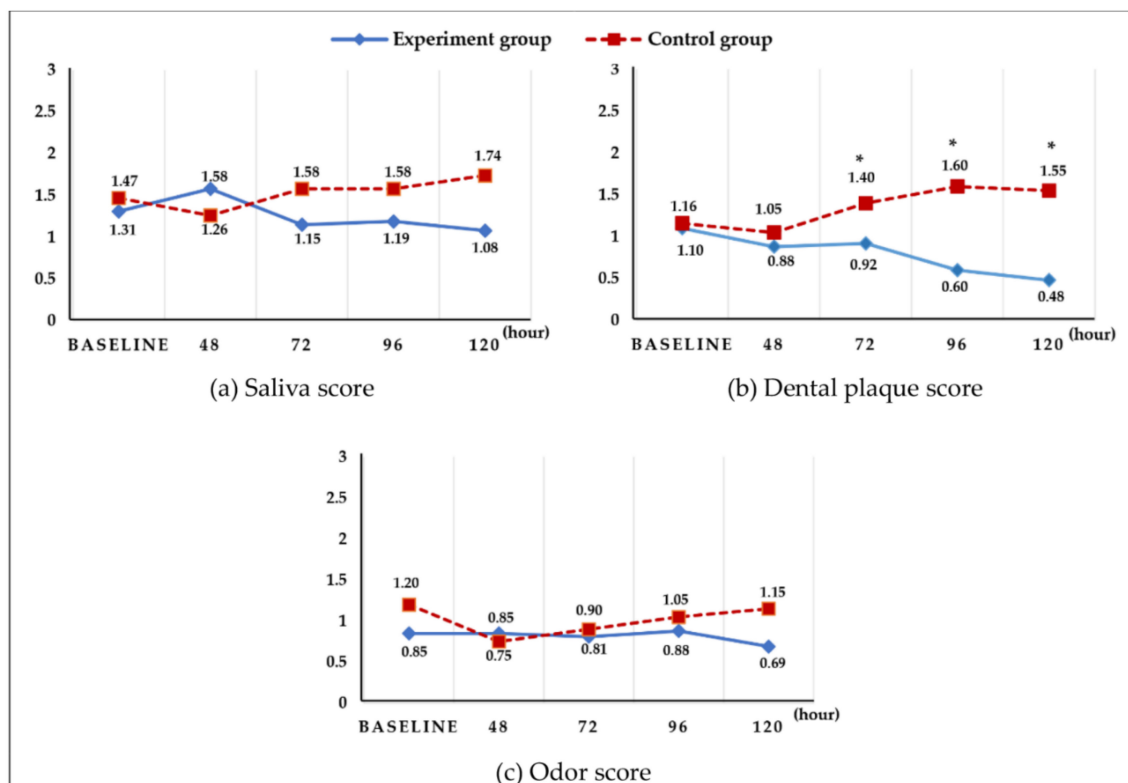 Experiment group Control group
3
2.5
2
1.5
1
0.5
0
1.47 1.58 1.58 1.58 1.74
1.31 1.26 1.15 1.19 1.08
BASELINE 48 72 96 120 (hour)
(a) Saliva score
3
2.5
2
1.5
1
0.5
0
* * *
1.16 1.05 1.40 1.60 1.55
1.10 0.88 0.92 0.60 0.48
BASELINE 48 72 96 120 (hour)
(b) Dental plaque score
3
2.5
2
1.5
1
0.5
0
1.20 0.85 0.90 1.05 1.15
0.85 0.75 0.81 0.88 0.69
BASELINE 48 72 96 120 (hour)
(c) Odor score